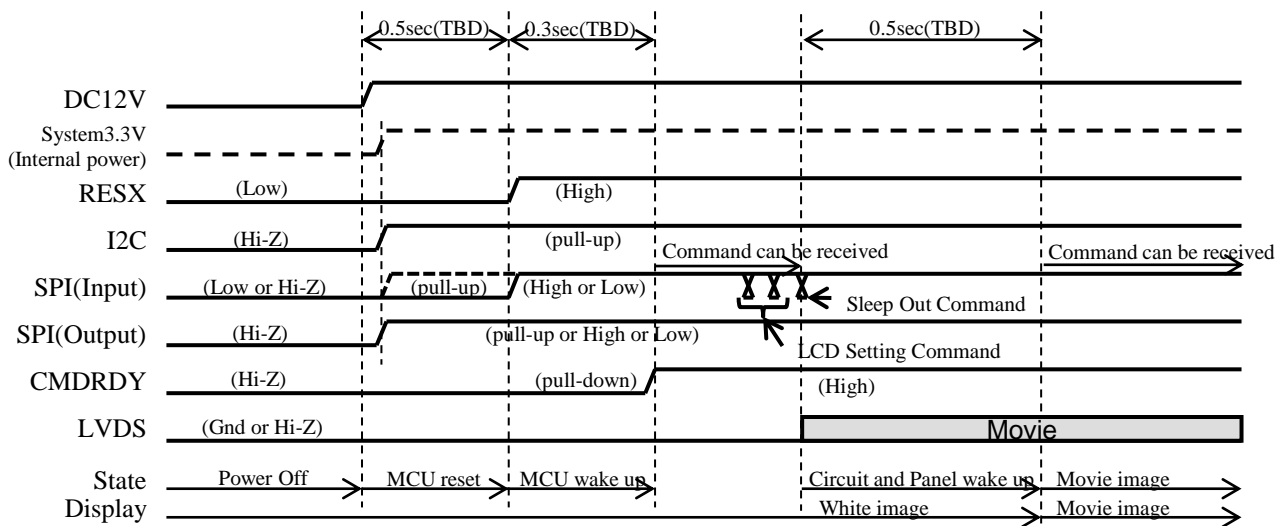 0.5sec(TBD) 0.3sec(TBD) 0.5sec(TBD)
DC12V
System3.3V
(Internal power)
RESX (Low) (High)
I2C (Hi-Z) (pull-up)
Command can be received Command can be received
SPI(Input) (Low or Hi-Z) (pull-up) (High or Low)
Sleep Out Command
SPI(Output) (Hi-Z) (pull-up or High or Low)
LCD Setting Command
CMDRDY (Hi-Z) (pull-down) (High)
LVDS (Gnd or Hi-Z) Movie
State Power Off MCU reset MCU wake up Circuit and Panel wake up Movie image
Display White image Movie image